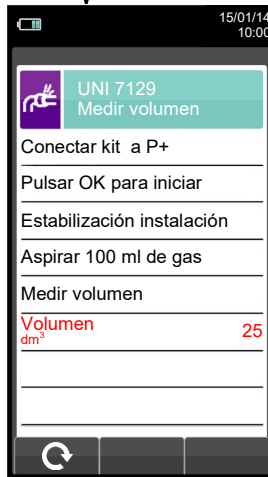 15/01/14
10:00
UNI 7129
Medir volumen
Conectar kit a P+
Pulsar OK para iniciar
Estabilización instalación
Aspirar 100 ml de gas
Medir volumen
Volumen 25
dm³